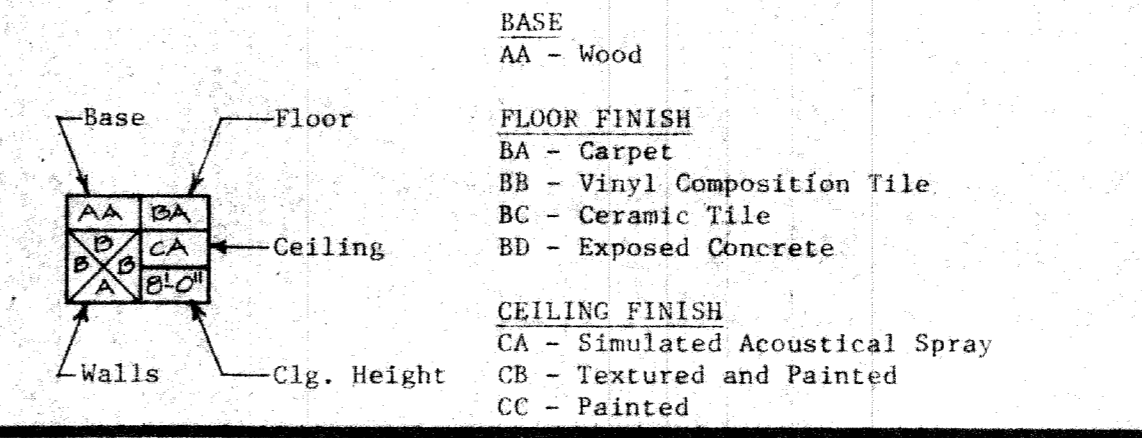 BASE
AA - Wood
Base
Floor
FLOOR FINISH
BA - Carpet
BB - Vinyl Composition Tile
BC - Ceramic Tile
BD - Exposed Concrete
AA BA
B
B B
A
CA
8'-0"
Ceiling
Walls
Clg. Height
CEILING FINISH
CA - Simulated Acoustical Spray
CB - Textured and Painted
CC - Painted